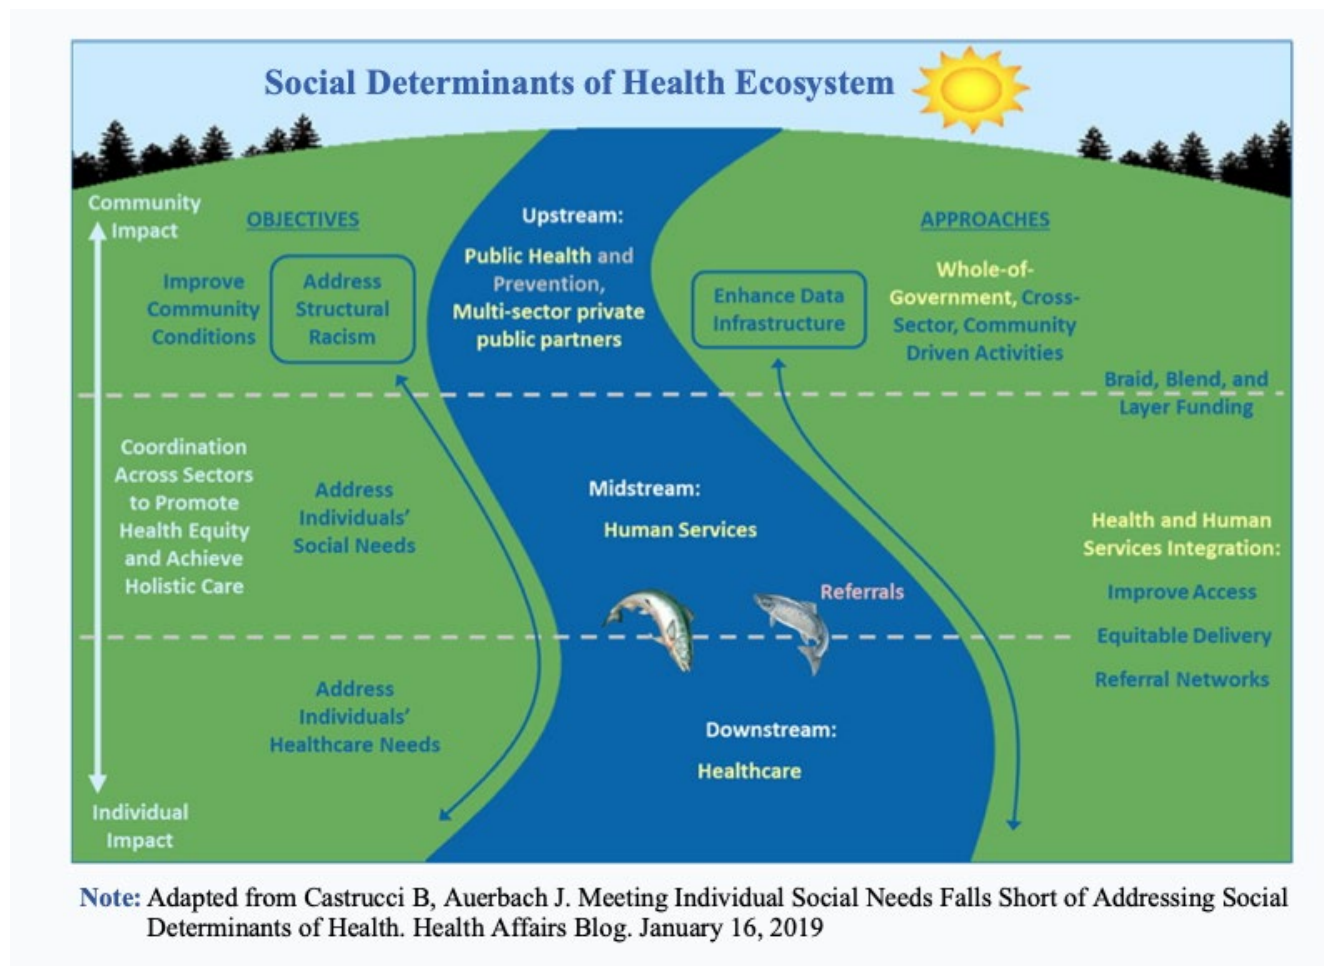 Social Determinants of Health Ecosystem
Community
Impact
OBJECTIVES
Improve
Community
Conditions
Address
Structural
Racism
Upstream:
Public Health and
Prevention,
Multi-sector private
public partners
APPROACHES
Enhance Data
Infrastructure
Whole-of-
Government, Cross-
Sector, Community
Driven Activities
Braid, Blend, and
Layer Funding
Coordination
Across Sectors
to Promote
Health Equity
and Achieve
Holistic Care
Address
Individuals’
Social Needs
Midstream:
Human Services
Referrals
Health and Human
Services Integration:
Improve Access
Equitable Delivery
Referral Networks
Address
Individuals’
Healthcare Needs
Downstream:
Healthcare
Individual
Impact
Note: Adapted from Castrucci B, Auerbach J. Meeting Individual Social Needs Falls Short of Addressing Social
Determinants of Health. Health Affairs Blog. January 16, 2019